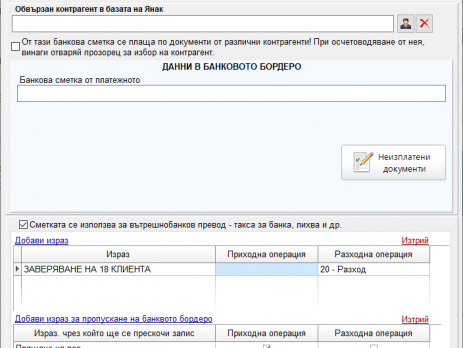 Обвързан контрагент в базата на Янак
От тази банкова сметка се плаща по документи от различни контрагенти! При осчетоводяване от нея,
винаги отваряй прозорец за избор на контрагент.
ДАННИ В БАНКОВОТО БОРДЕРО
Банкова сметка от платежното
Неизплатени
документи
Сметката се използва за вътрешнобанков превод - такса за банка, лихва и др.
Добави израз Изтрий
Израз Приходна операция Разходна операция
ЗАВЕРЯВАНЕ НА 18 КЛИЕНТА 20 - Разход
Добави израз за пропускане на банковото бордеро Изтрий
Израз, чрез който ще се прескочи запис Приходна операция Разходна операция